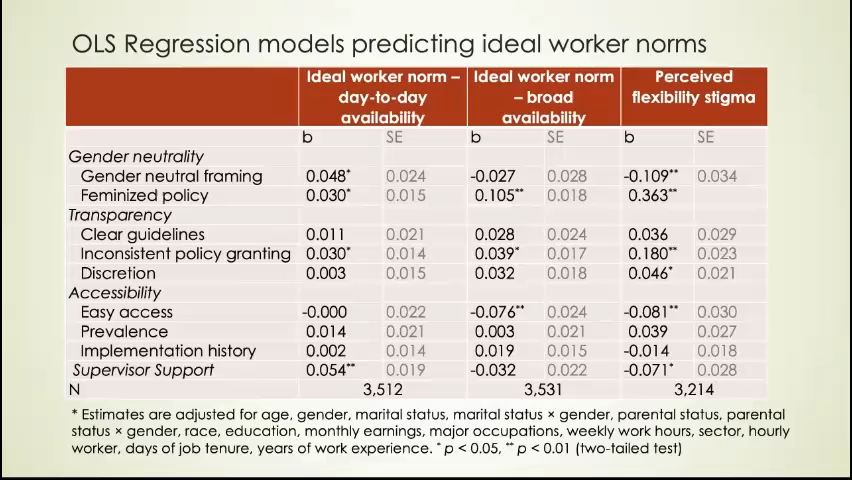 OLS Regression models predicting ideal worker norms
Ideal worker norm – day-to-day availability Ideal worker norm – broad availability Perceived flexibility stigma
b SE b SE b SE
Gender neutrality
Gender neutral framing 0.048* 0.024 -0.027 0.028 -0.109** 0.034
Feminized policy 0.030* 0.015 0.105** 0.018 0.363**
Transparency
Clear guidelines 0.011 0.021 0.028 0.024 0.036 0.029
Inconsistent policy granting 0.030* 0.014 0.039* 0.017 0.180** 0.023
Discretion 0.003 0.015 0.032 0.018 0.046* 0.021
Accessibility
Easy access -0.000 0.022 -0.076** 0.024 -0.081** 0.030
Prevalence 0.014 0.021 0.003 0.021 0.039 0.027
Implementation history 0.002 0.014 0.019 0.015 -0.014 0.018
Supervisor Support 0.054** 0.019 -0.032 0.022 -0.071* 0.028
N 3,512 3,531 3,214
* Estimates are adjusted for age, gender, marital status, marital status × gender, parental status, parental
status × gender, race, education, monthly earnings, major occupations, weekly work hours, sector, hourly
worker, days of job tenure, years of work experience. * p < 0.05, ** p < 0.01 (two-tailed test)